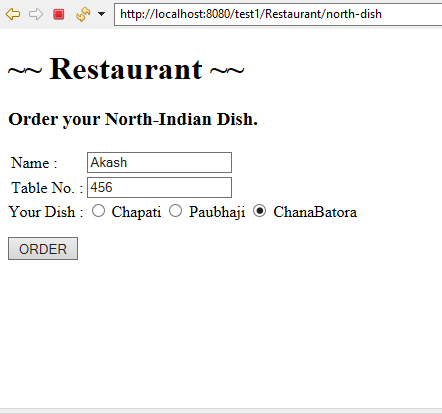 http://localhost:8080/test1/Restaurant/north-dish
~~ Restaurant ~~
Order your North-Indian Dish.
Name : Akash
Table No. : 456
Your Dish : Chapati Paubhaji ChanaBatora
ORDER